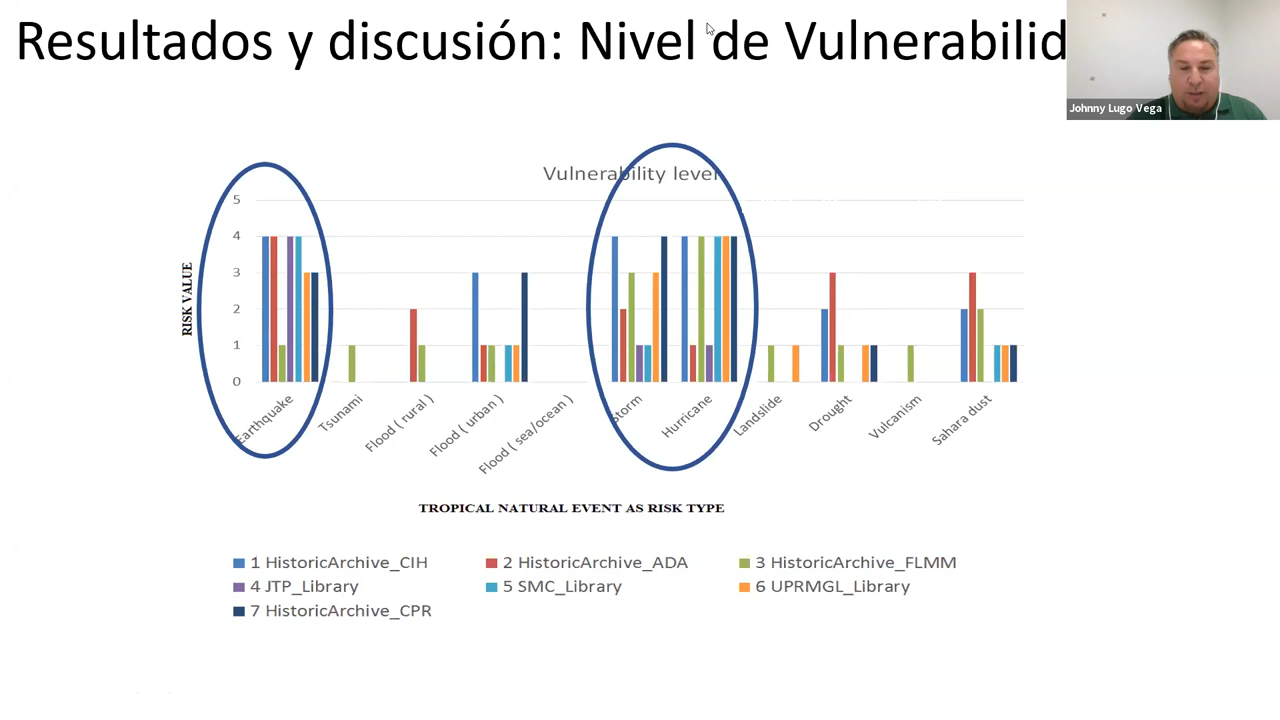 Resultados y discusión: Nivel de Vulnerabilid
Johnny Lugo Vega
Vulnerability level
5
4
3
2
1
0
RISK VALUE
Earthquake
Tsunami
Flood ( rural )
Flood ( urban )
Flood ( sea/ocean )
Storm
Hurricane
Landslide
Drought
Vulcanism
Sahara dust
TROPICAL NATURAL EVENT AS RISK TYPE
1 HistoricArchive_CIH
2 HistoricArchive_ADA
3 HistoricArchive_FLMM
4 JTP_Library
5 SMC_Library
6 UPRMGL_Library
7 HistoricArchive_CPR